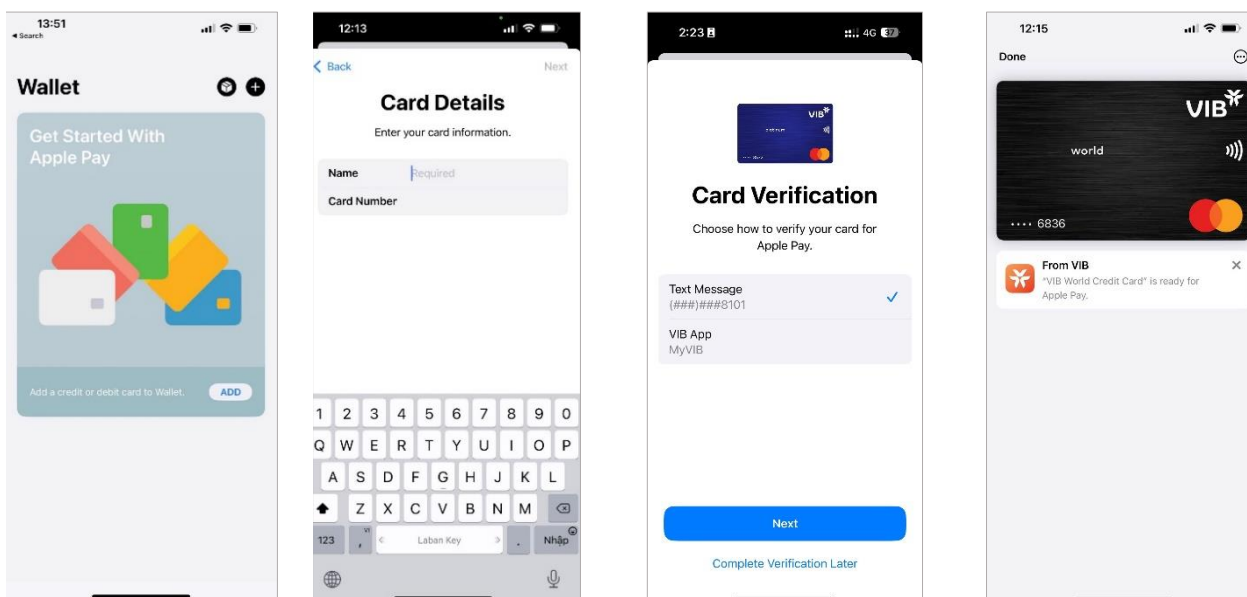 13:51
Search
Wallet
Get Started With
Apple Pay
Add a credit or debit card to Wallet.
ADD
12:13
Back
Next
Card Details
Enter your card information.
Name
Required
Card Number
1 2 3 4 5 6 7 8 9 0
Q W E R T Y U I O P
A S D F G H J K L
Z X C V B N M
123 , VI Laban Key . Nhập
2:23
4G 37
VIB
Card Verification
Choose how to verify your card for
Apple Pay.
Text Message
(###)###8101
VIB App
MyVIB
Next
Complete Verification Later
12:15
Done
VIB
world
•••• 6836
From VIB
"VIB World Credit Card" is ready for
Apple Pay.